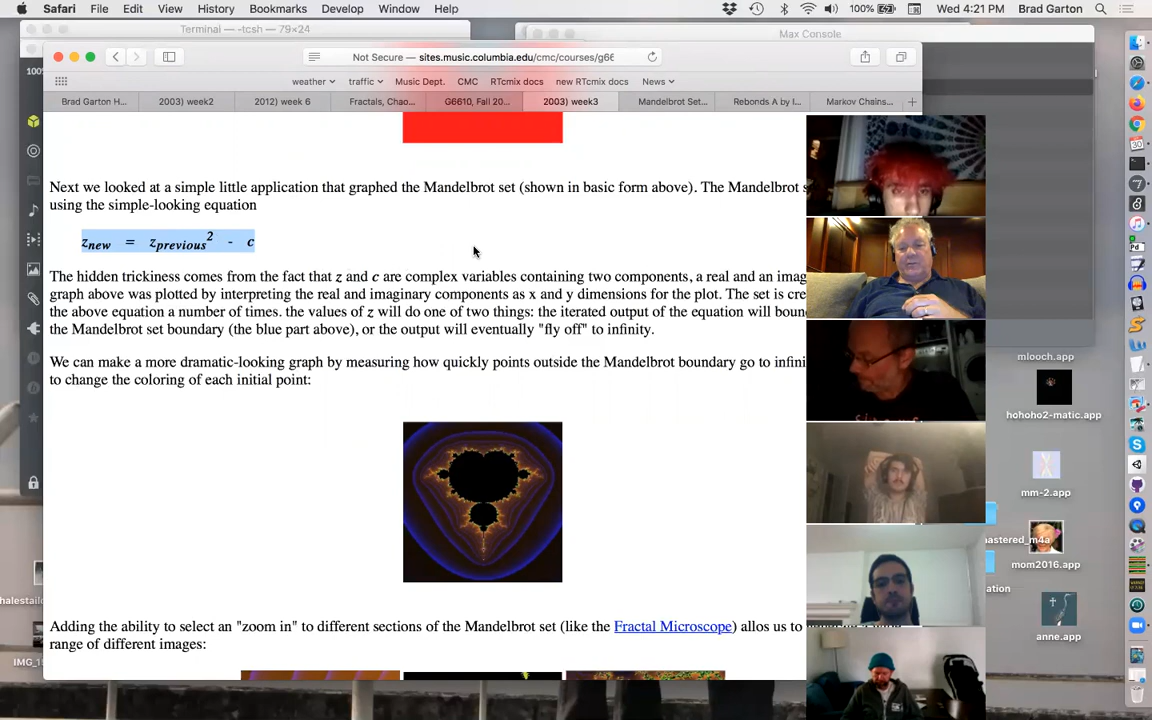 Safari File Edit View History Bookmarks Develop Window Help 100% Wed 4:21 PM Brad Garton
Terminal — -tcsh — 79×24
Max Console
Not Secure — sites.music.columbia.edu/cmc/courses/g66
weather traffic Music Dept. CMC RTcmix docs new RTcmix docs News
Brad Garton H... 2003) week2 2012) week 6 Fractals, Chao... G6610, Fall 20... 2003) week3 Mandelbrot Set... Rebonds A by I... Markov Chains...
Next we looked at a simple little application that graphed the Mandelbrot set (shown in basic form above). The Mandelbrot s
using the simple-looking equation
z new = z previous 2 - c
The hidden trickiness comes from the fact that z and c are complex variables containing two components, a real and an imag
graph above was plotted by interpreting the real and imaginary components as x and y dimensions for the plot. The set is cre
the above equation a number of times. the values of z will do one of two things: the iterated output of the equation will boun
the Mandelbrot set boundary (the blue part above), or the output will eventually "fly off" to infinity.
We can make a more dramatic-looking graph by measuring how quickly points outside the Mandelbrot boundary go to infini
to change the coloring of each initial point:
Adding the ability to select an "zoom in" to different sections of the Mandelbrot set (like the Fractal Microscope) allos us to
range of different images:
mlooch.app
hohoho2-matic.app
mm-2.app
astered_m4a
mom2016.app
ation
anne.app
halestail
IMG_1